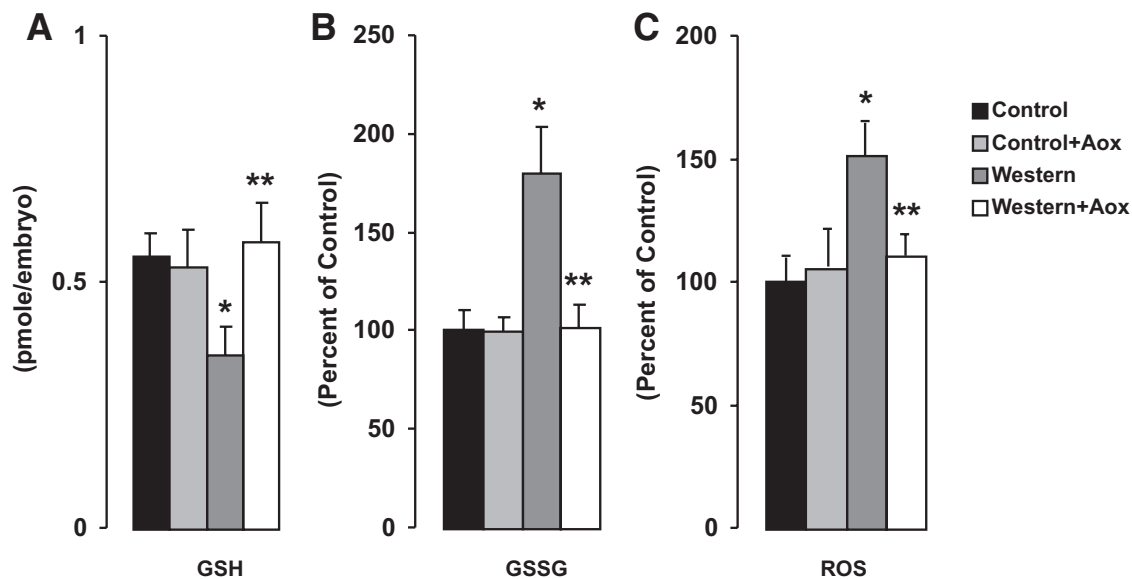 A
1
0.5
0
(pmole/embryo)
*
**
GSH
B
250
200
150
100
50
0
(Percent of Control)
*
**
GSSG
C
200
150
100
50
0
(Percent of Control)
*
**
ROS
Control
Control+Aox
Western
Western+Aox